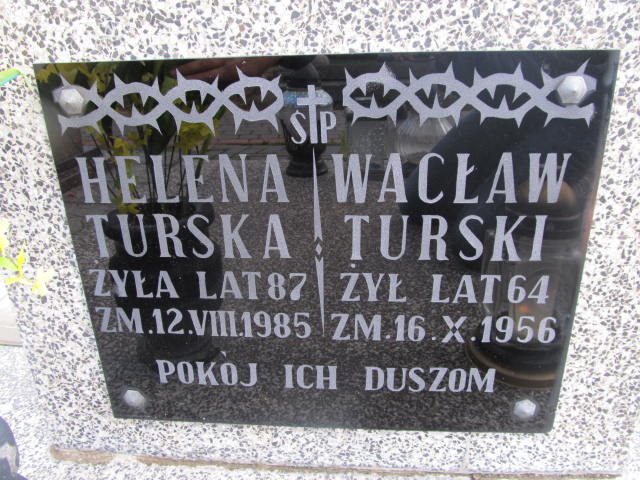 ŚP
HELENA
TURSKA
ŻYŁA LAT 87
ZM.12.VIII.1985
WACŁAW
TURSKI
ŻYŁ LAT 64
ZM.16.X.1956
POKÓJ ICH DUSZOM